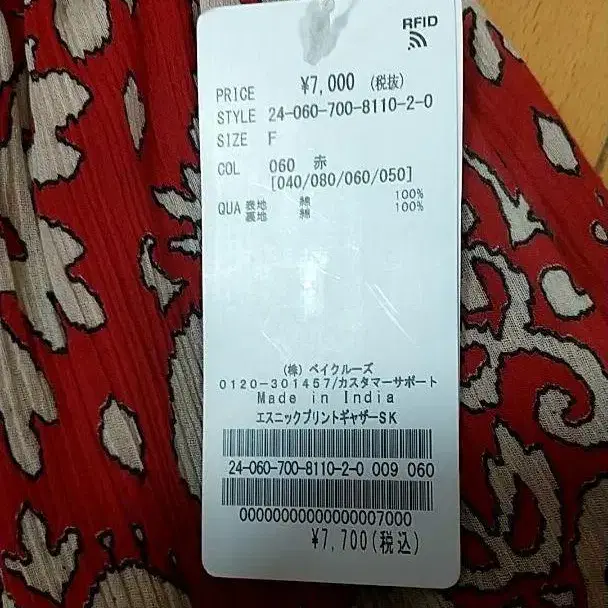 RFID
PRICE ¥7,000 (税抜)
STYLE 24-060-700-8110-2-0
SIZE F
COL 060 赤
[040/080/060/050]
QUA 表地 綿 100%
裏地 綿 100%
(株) ベイクルーズ
0120-301457/カスタマーサポート
Made in India
エスニックプリントギャザーSK
24-060-700-8110-2-0 009 060
00000000000000007000
¥7,700(税込)